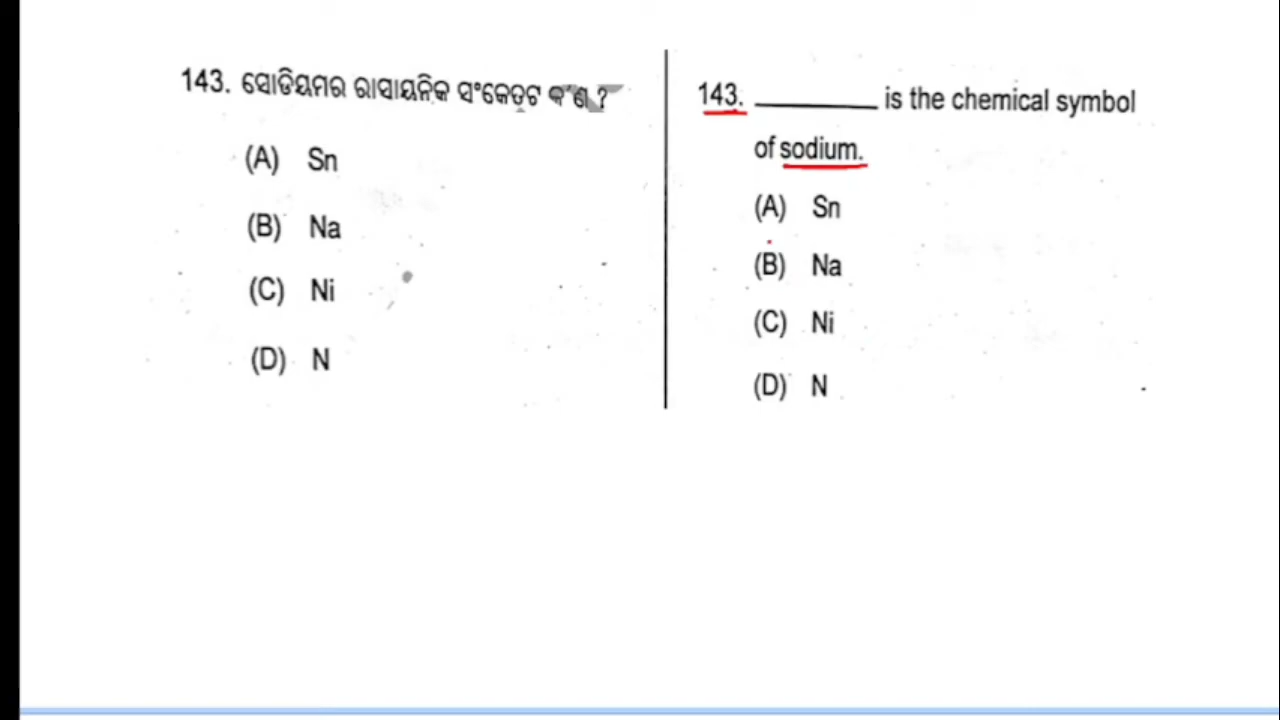 143. ସୋଡିୟମର ରାସାୟନିକ ସଂକେତଟି କ'ଣ ?
(A) Sn
(B) Na
(C) Ni
(D) N
143. ________ is the chemical symbol
of sodium.
(A) Sn
(B) Na
(C) Ni
(D) N